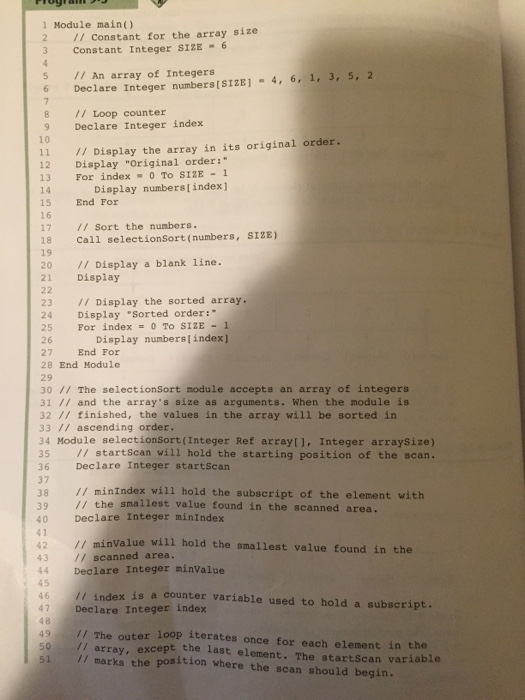 1 Module main()
2 // Constant for the array size
3 Constant Integer SIZE = 6
4
5 // An array of Integers
6 Declare Integer numbers[SIZE] = 4, 6, 1, 3, 5, 2
7
8 // Loop counter
9 Declare Integer index
10
11 // Display the array in its original order.
12 Display "Original order:"
13 For index = 0 To SIZE - 1
14 Display numbers[index]
15 End For
16
17 // Sort the numbers.
18 Call selectionSort(numbers, SIZE)
19
20 // Display a blank line.
21 Display
22
23 // Display the sorted array.
24 Display "Sorted order:"
25 For index = 0 To SIZE - 1
26 Display numbers[index]
27 End For
28 End Module
29
30 // The selectionSort module accepts an array of integers
31 // and the array's size as arguments. When the module is
32 // finished, the values in the array will be sorted in
33 // ascending order.
34 Module selectionSort(Integer Ref array[], Integer arraySize)
35 // startScan will hold the starting position of the scan.
36 Declare Integer startScan
37
38 // minIndex will hold the subscript of the element with
39 // the smallest value found in the scanned area.
40 Declare Integer minIndex
41
42 // minValue will hold the smallest value found in the
43 // scanned area.
44 Declare Integer minValue
45
46 // index is a counter variable used to hold a subscript.
47 Declare Integer index
48
49 // The outer loop iterates once for each element in the
50 // array, except the last element. The startScan variable
51 // marks the position where the scan should begin.